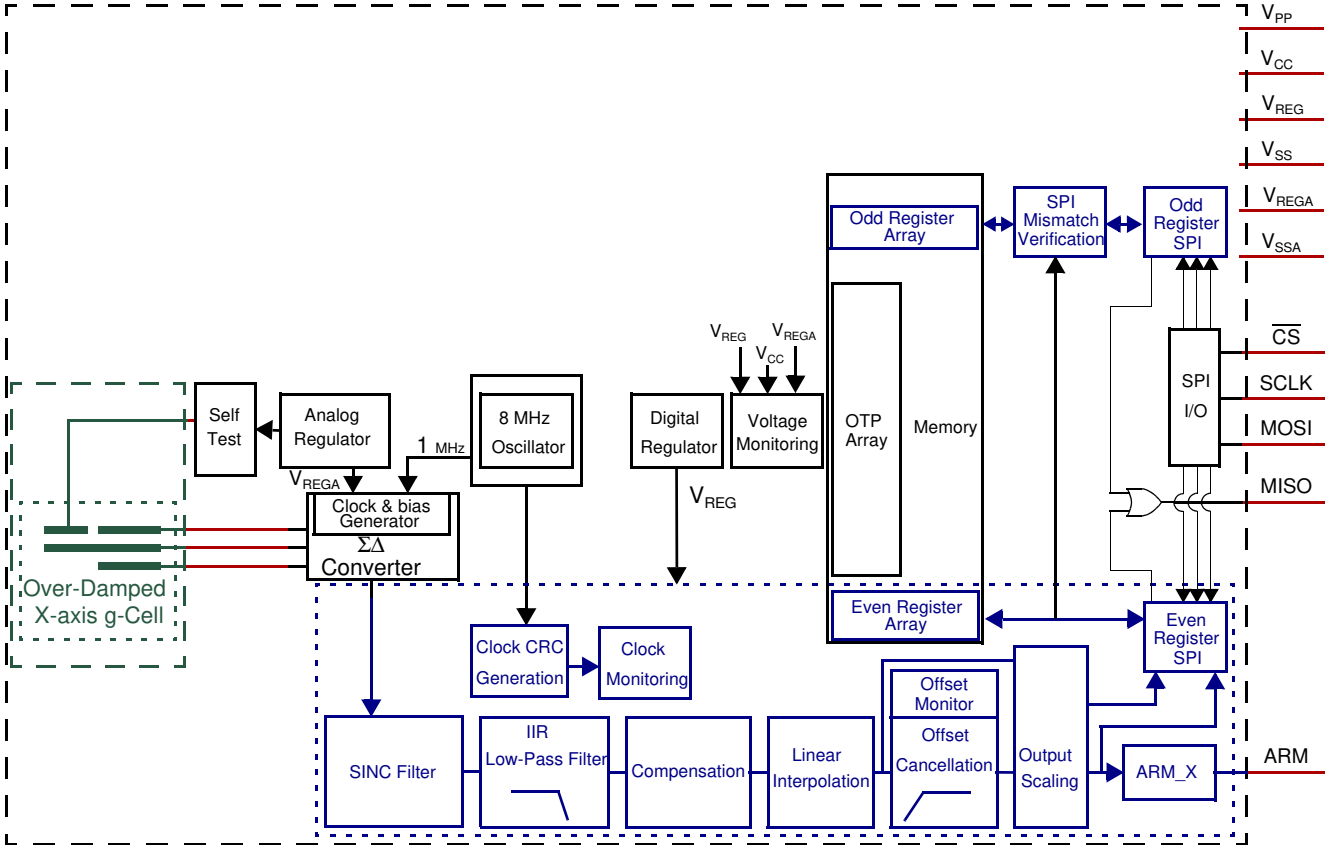 VPP
VCC
VREG
VSS
VREGA
VSSA
CS
SCLK
MOSI
MISO
ARM
Odd Register
Array
SPI
Mismatch
Verification
Odd
Register
SPI
SPI
I/O
OTP
Array
Memory
VREG
VCC
VREGA
Voltage
Monitoring
Digital
Regulator
VREG
8 MHz
Oscillator
1 MHz
Analog
Regulator
VREGA
Self
Test
Clock & bias
Generator
ΣΔ
Converter
Over-Damped
X-axis g-Cell
Even Register
Array
Even
Register
SPI
Clock CRC
Generation
Clock
Monitoring
SINC Filter
IIR
Low-Pass Filter
Compensation
Linear
Interpolation
Offset
Monitor
Offset
Cancellation
Output
Scaling
ARM_X